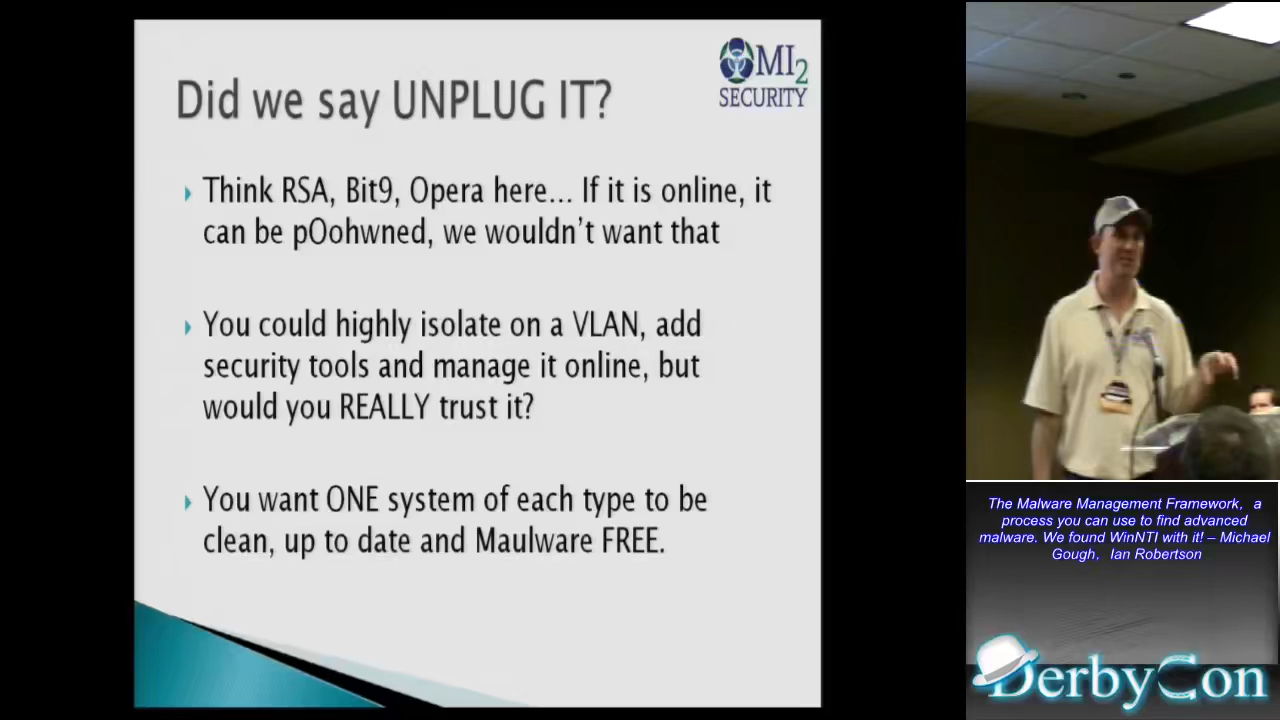 Did we say UNPLUG IT?
MI2
SECURITY
Think RSA, Bit9, Opera here... If it is online, it
can be pOohwned, we wouldn't want that
You could highly isolate on a VLAN, add
security tools and manage it online, but
would you REALLY trust it?
You want ONE system of each type to be
clean, up to date and Maulware FREE.
The Malware Management Framework, a
process you can use to find advanced
malware. We found WinNTI with it! – Michael
Gough, Ian Robertson
DerbyCon